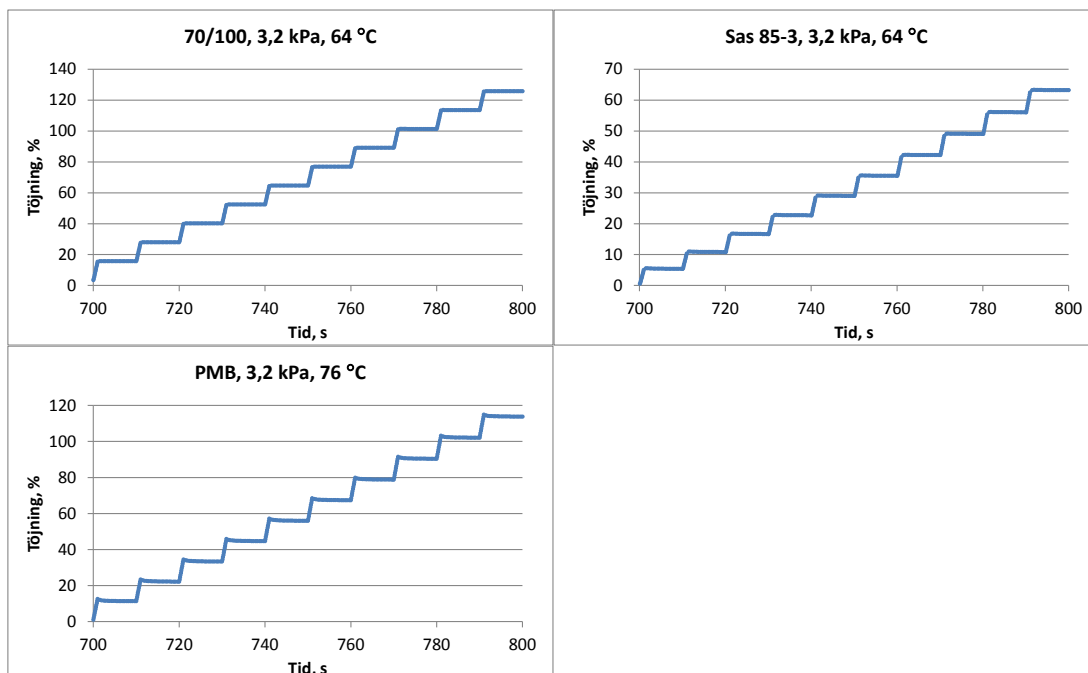 70/100, 3,2 kPa, 64 °C
Töjning, %
140
120
100
80
60
40
20
0
700 720 740 760 780 800
Tid, s
Sas 85-3, 3,2 kPa, 64 °C
Töjning, %
70
60
50
40
30
20
10
0
700 720 740 760 780 800
Tid, s
PMB, 3,2 kPa, 76 °C
Töjning, %
120
100
80
60
40
20
0
700 720 740 760 780 800
Tid, s